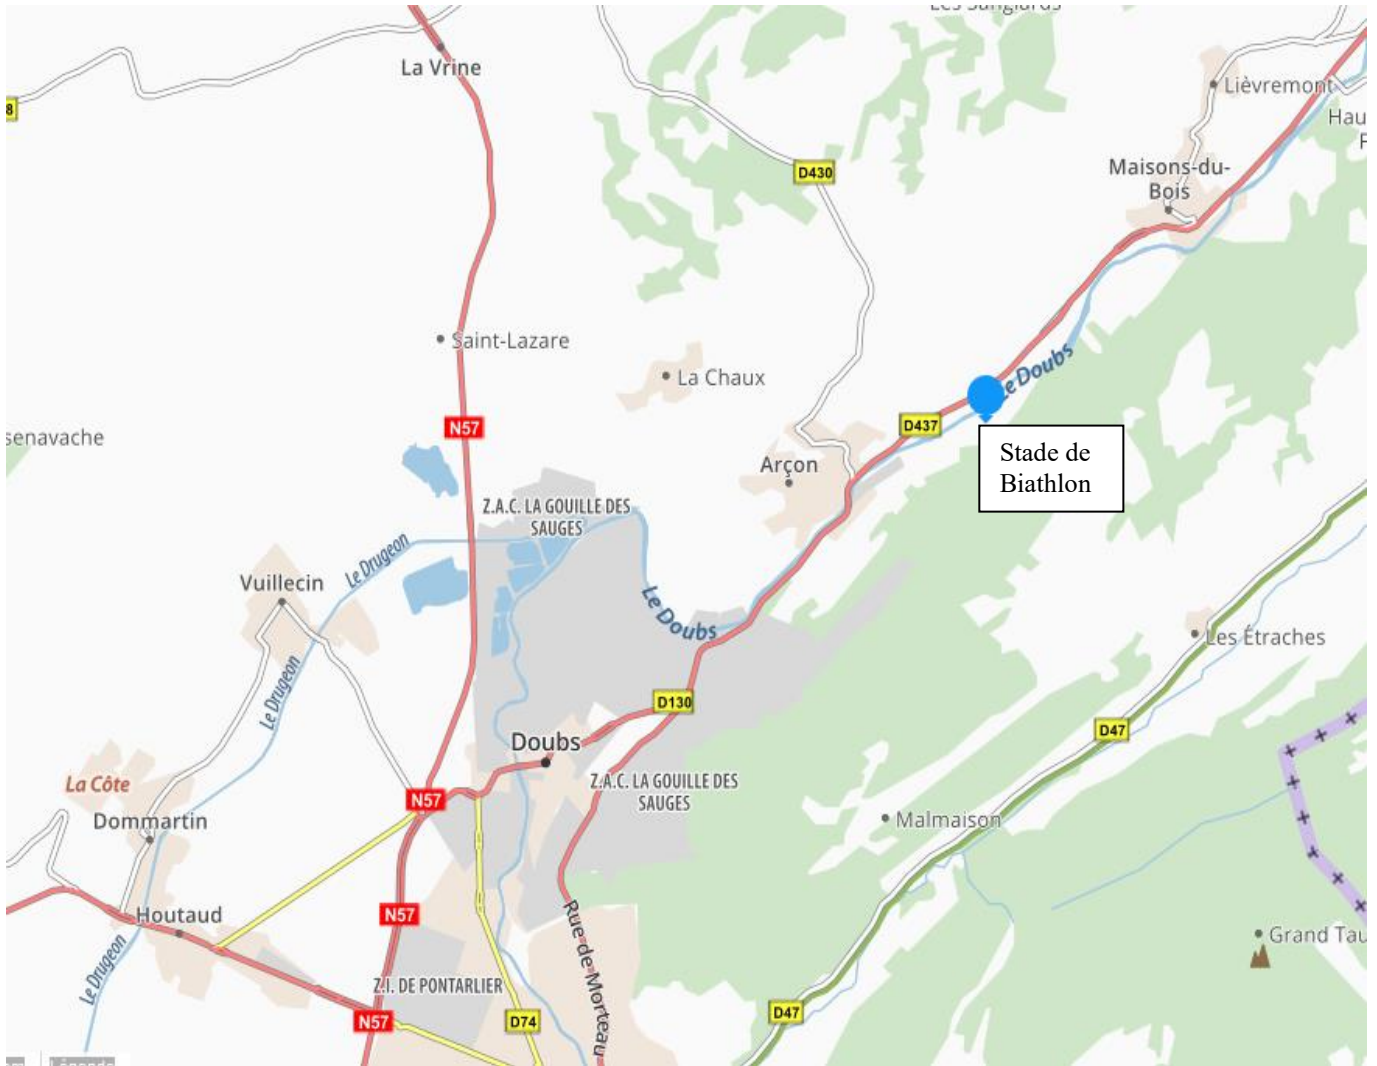 La Vrine
8
D430
Lièvremont
Maisons-du-
Bois
Saint-Lazare
La Chaux
Le Doubs
N57
D437
senavache
Arçon
Stade de
Biathlon
Z.A.C. LA GOUILLE DES
SAUGES
Le Drugeon
Vuillecin
Le Doubs
Les Étraches
Le Drugeon
D130
D47
Doubs
La Côte
Z.A.C. LA GOUILLE DES
SAUGES
N57
Dommartin
Malmaison
Houtaud
N57
Rue de Morteau
Grand Tau
Le Drugeon
Z.I. DE PONTARLIER
N57
D74
D47